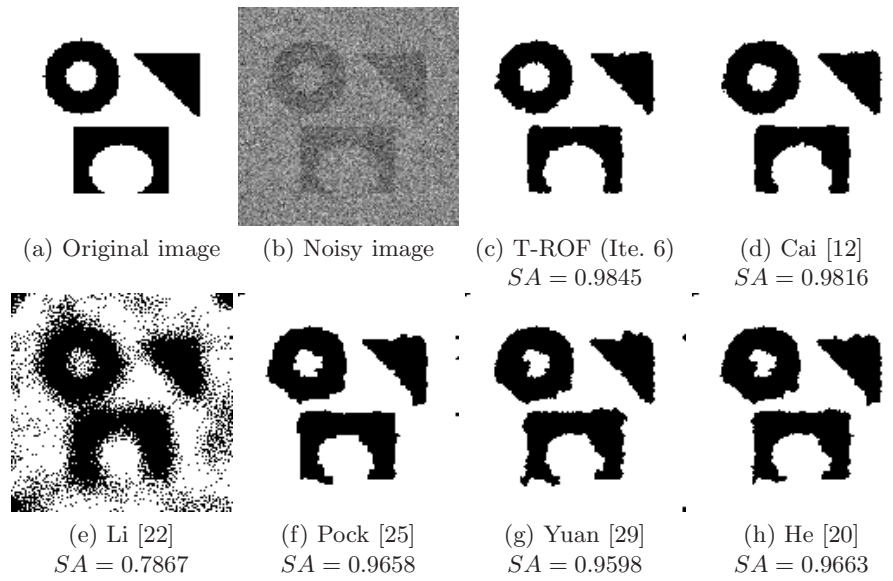 (a) Original image
(b) Noisy image
(c) T-ROF (Ite. 6)
SA = 0.9845
(d) Cai [12]
SA = 0.9816
(e) Li [22]
SA = 0.7867
(f) Pock [25]
SA = 0.9658
(g) Yuan [29]
SA = 0.9598
(h) He [20]
SA = 0.9663